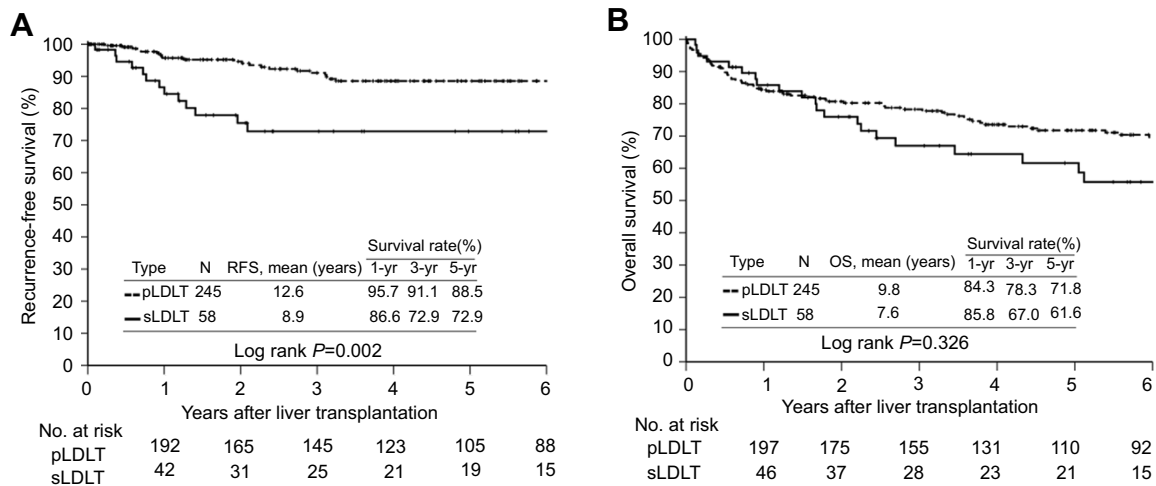 A
Recurrence-free survival (%)
100
90
80
70
60
50
40
30
20
10
0
Survival rate(%)
Type N RFS, mean (years) 1-yr 3-yr 5-yr
pLDLT 245 12.6 95.7 91.1 88.5
sLDLT 58 8.9 86.6 72.9 72.9
Log rank P=0.002
0 1 2 3 4 5 6
Years after liver transplantation
No. at risk
pLDLT 192 165 145 123 105 88
sLDLT 42 31 25 21 19 15
B
Overall survival (%)
100
90
80
70
60
50
40
30
20
10
0
Survival rate(%)
Type N OS, mean (years) 1-yr 3-yr 5-yr
pLDLT 245 9.8 84.3 78.3 71.8
sLDLT 58 7.6 85.8 67.0 61.6
Log rank P=0.326
0 1 2 3 4 5 6
Years after liver transplantation
No. at risk
pLDLT 197 175 155 131 110 92
sLDLT 46 37 28 23 21 15